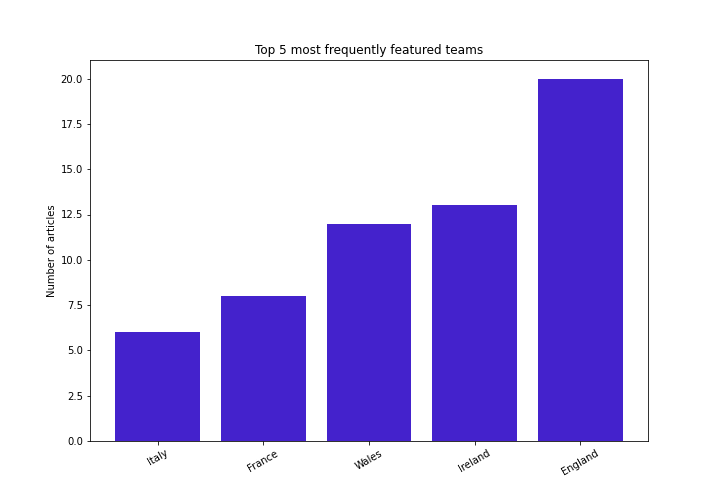 Top 5 most frequently featured teams
Number of articles
20.0
17.5
15.0
12.5
10.0
7.5
5.0
2.5
0.0
Italy
France
Wales
Ireland
England